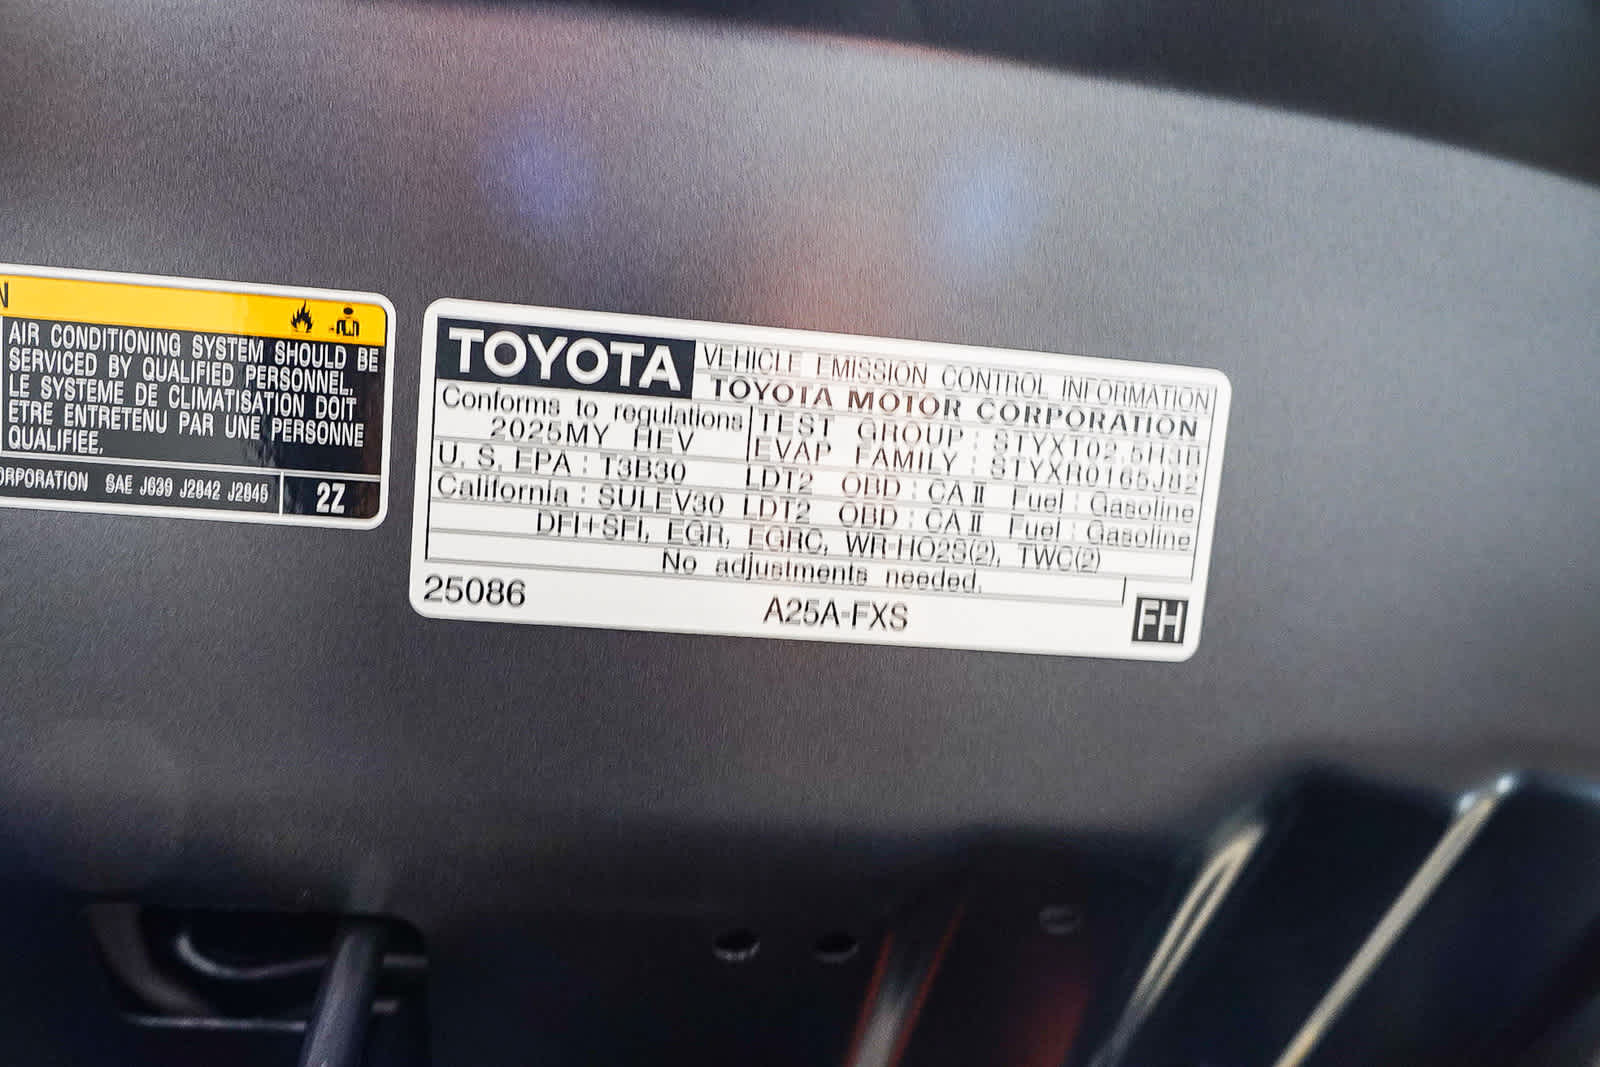 N
AIR CONDITIONING SYSTEM SHOULD BE
SERVICED BY QUALIFIED PERSONNEL.
LE SYSTEME DE CLIMATISATION DOIT
ETRE ENTRETENU PAR UNE PERSONNE
QUALIFIEE.
ORPORATION SAE J639 J2842 J2845
2Z
TOYOTA
VEHICLE EMISSION CONTROL INFORMATION
TOYOTA MOTOR CORPORATION
Conforms to regulations
2025MY HEV
TEST GROUP :
EVAP FAMILY : STYXR0165J82
U. S. EPA : T3B30 LDT2 OBD : CA II Fuel : Gasoline
California : SULEV30 LDT2 OBD : CA II Fuel : Gasoline
DFI+SFI, EGR, EGRC, WR-HO2S(2), TWC(2)
No adjustments needed.
25086
A25A-FXS
FH